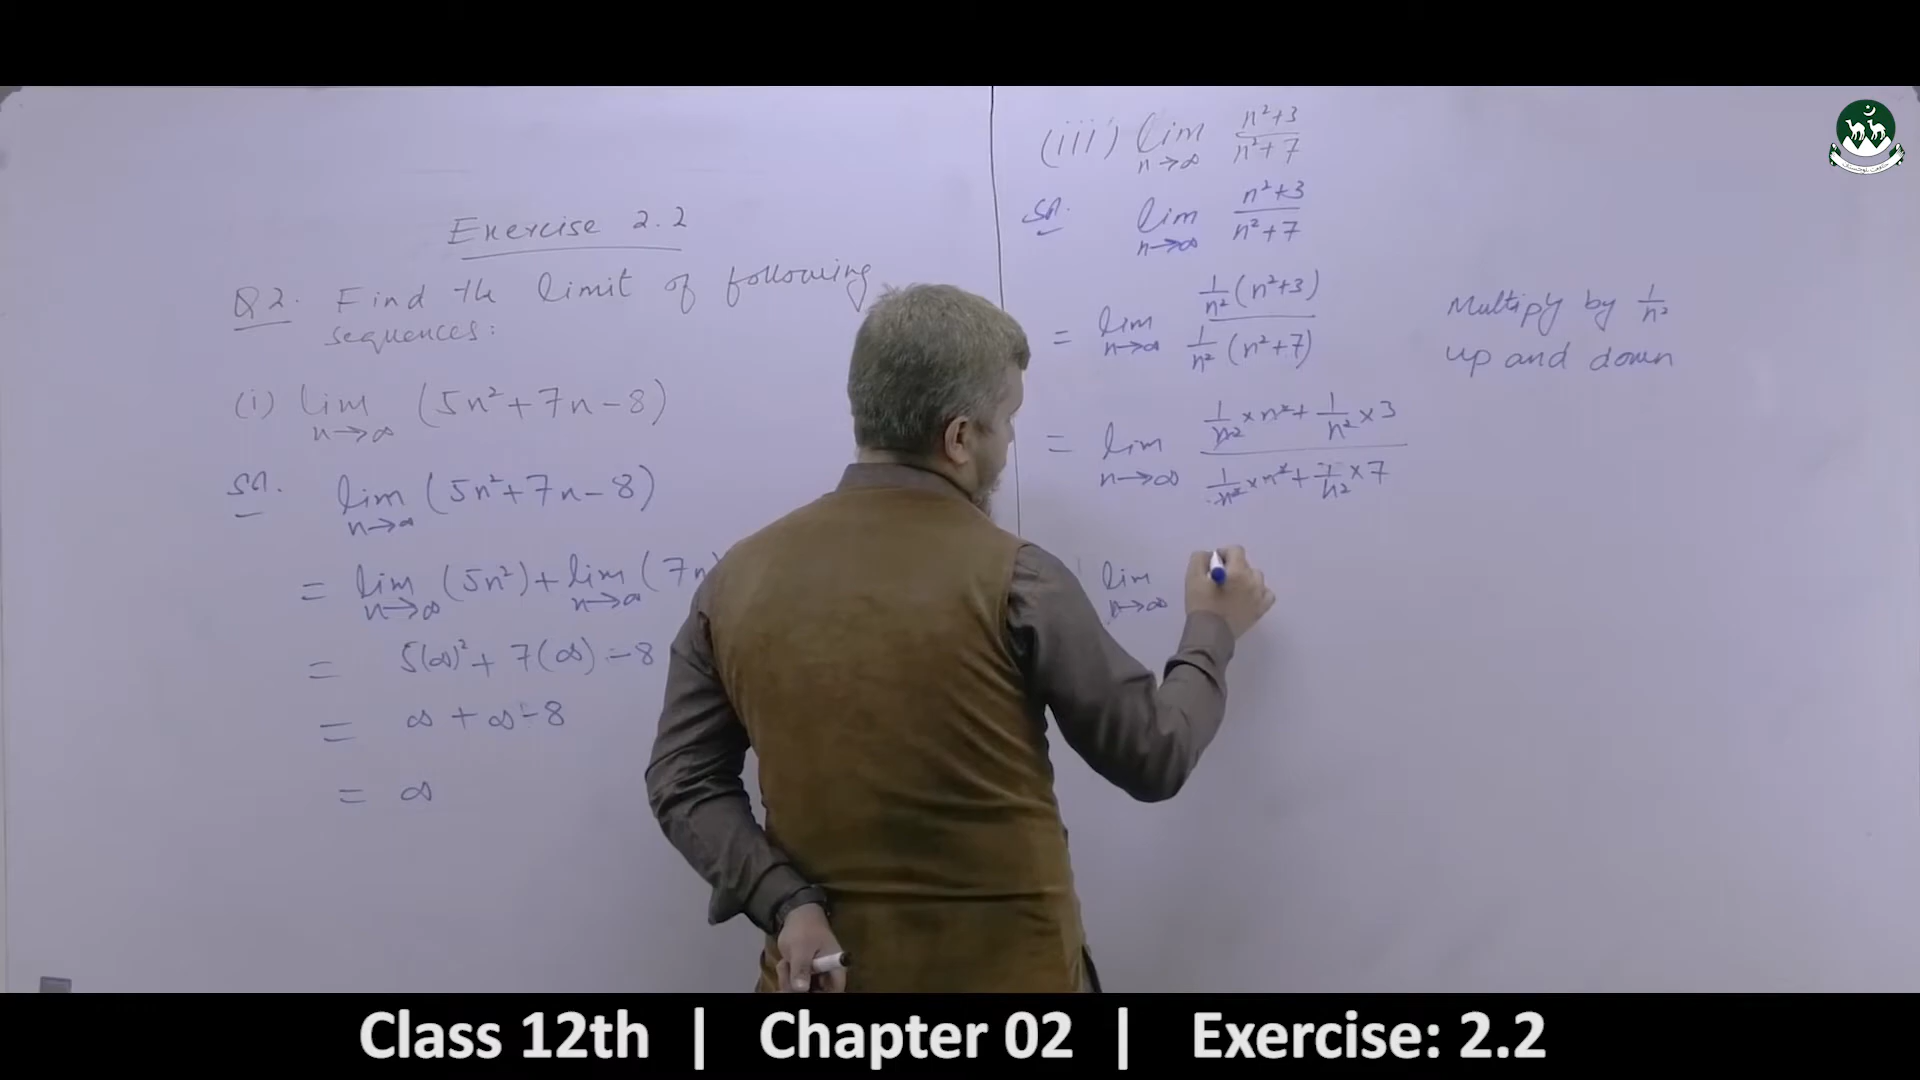 Exercise 2.2
Q2. Find the limit of following
sequences:
(i) lim n→∞ (5n²+7n-8)
Sol. lim n→∞ (5n²+7n-8)
= lim n→∞ (5n²) + lim n→∞ (7n
= 5(∞)² + 7(∞) - 8
= ∞ + ∞ - 8
= ∞
(iii) lim n→∞ n²+3 / n²+7
Sol. lim n→∞ n²+3 / n²+7
= lim n→∞ 1/n² (n²+3) / 1/n² (n²+7)
Multiply by 1/n²
up and down
= lim n→∞ 1/n² × n² + 1/n² × 3 / 1/n² × n² + 1/n² × 7
lim n→∞
Class 12th | Chapter 02 | Exercise: 2.2